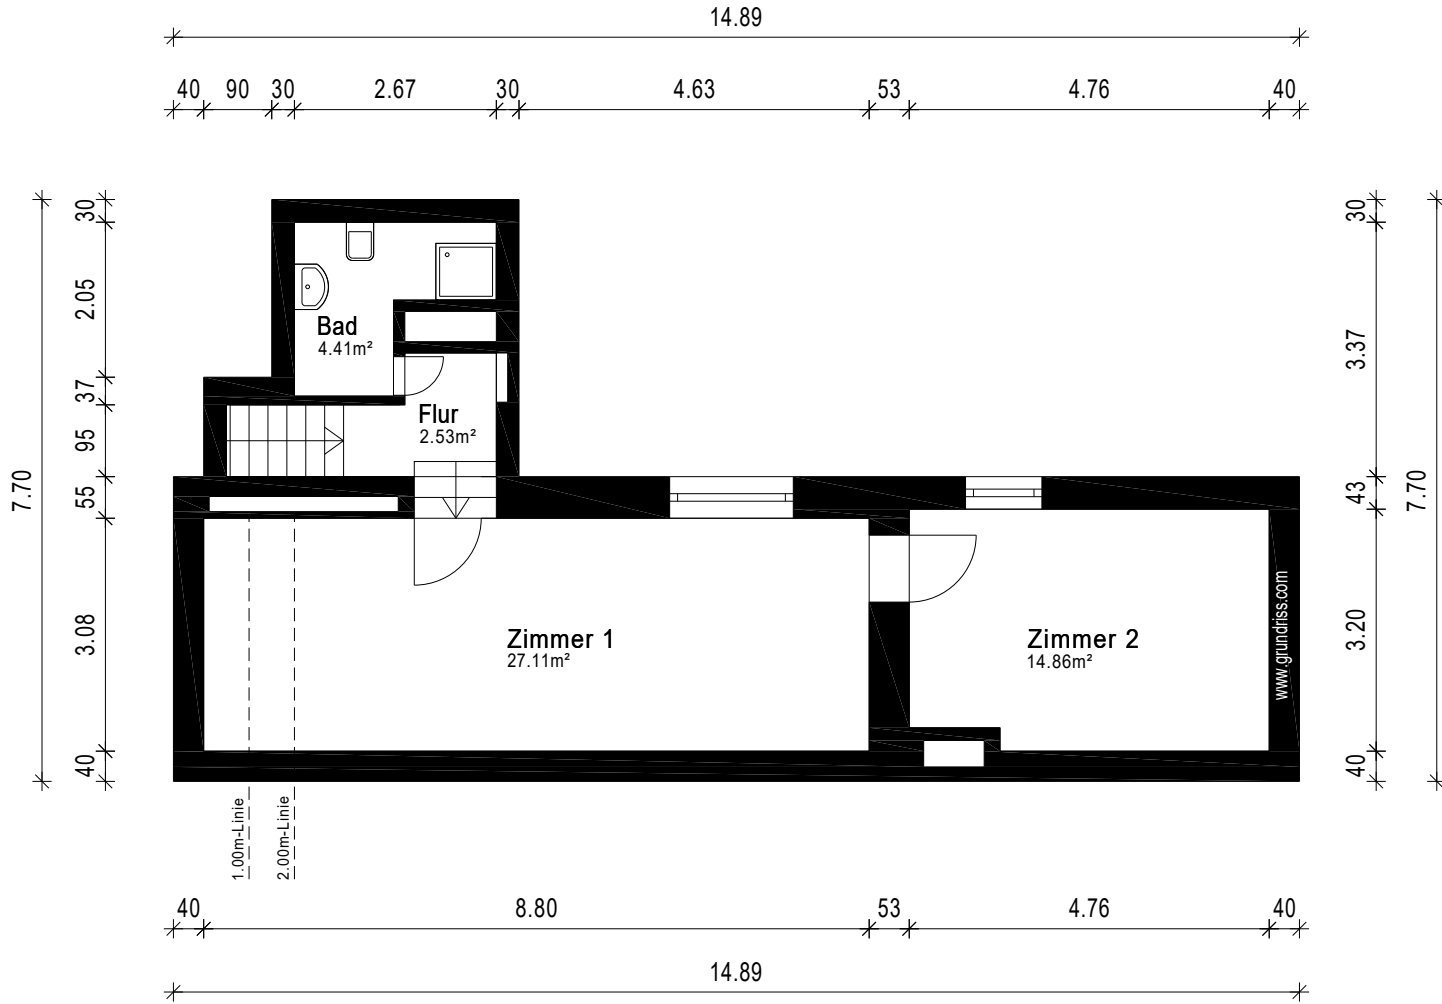 14.89
40 90 30 2.67 30 4.63 53 4.76 40
30
2.05
37
95
55
3.08
40
7.70
30
3.37
43
3.20
40
7.70
Bad
4.41m²
Flur
2.53m²
Zimmer 1
27.11m²
Zimmer 2
14.86m²
www.grundriss.com
1.00m-Linie
2.00m-Linie
40 8.80 53 4.76 40
14.89